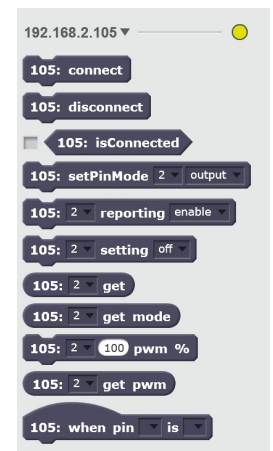 192.168.2.105
105: connect
105: disconnect
105: isConnected
105: setPinMode 2 output
105: 2 reporting enable
105: 2 setting off
105: 2 get
105: 2 get mode
105: 2 100 pwm %
105: 2 get pwm
105: when pin is